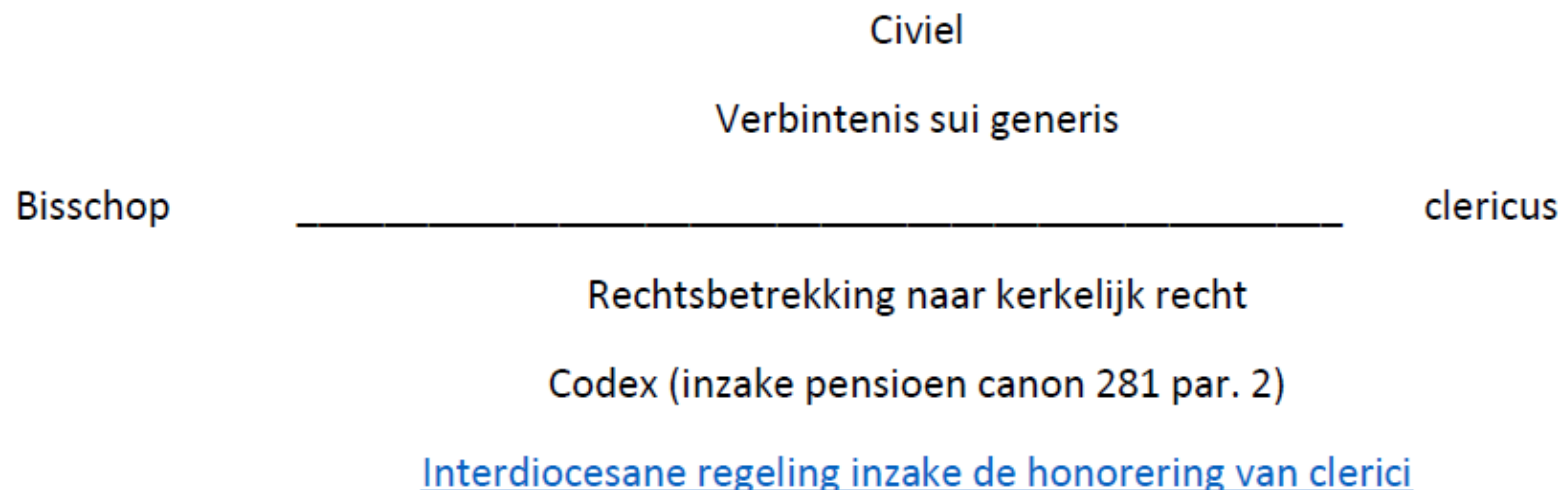 Civiel
Verbintenis sui generis
Bisschop ________________________________________________ clericus
Rechtsbetrekking naar kerkelijk recht
Codex (inzake pensioen canon 281 par. 2)
Interdiocesane regeling inzake de honorering van clerici